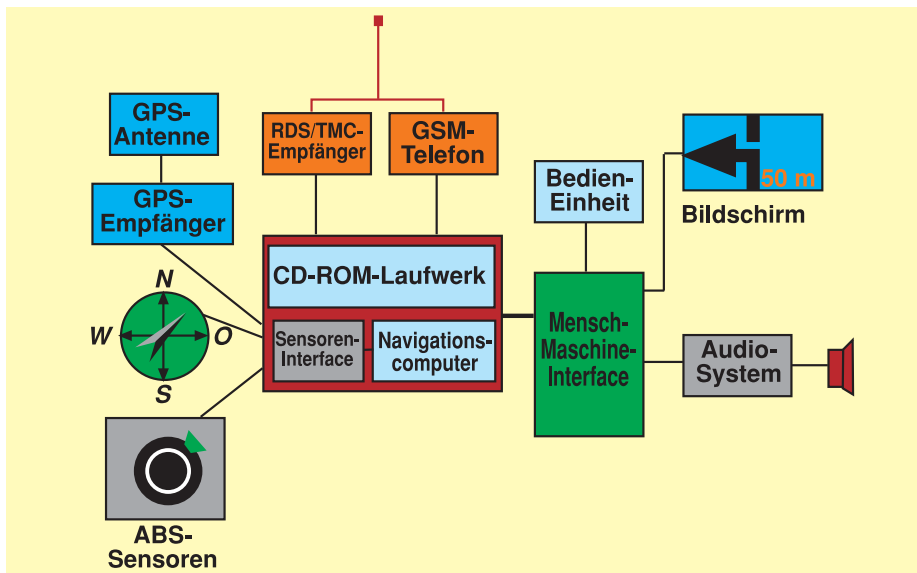 GPS-
Antenne
RDS/TMC-
Empfänger
GSM-
Telefon
50 m
Bildschirm
Bedien-
Einheit
GPS-
Empfänger
CD-ROM-Laufwerk
N
W
O
S
Sensoren-
Interface
Navigations-
computer
Mensch-
Maschine-
Interface
Audio-
System
ABS-
Sensoren